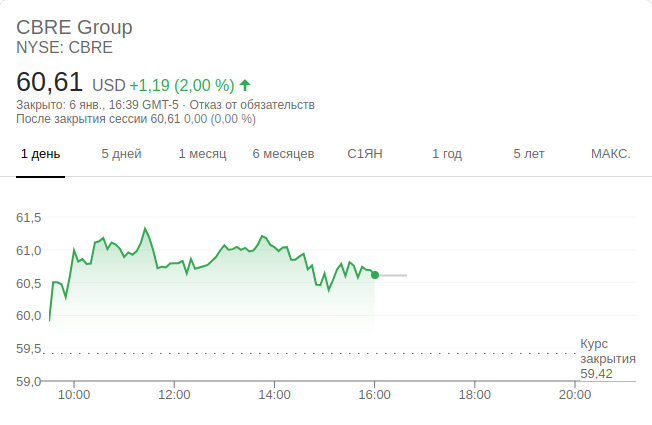 CBRE Group
NYSE: CBRE
60,61 USD +1,19 (2,00 %)
Закрыто: 6 янв., 16:39 GMT-5 · Отказ от обязательств
После закрытия сессии 60,61 0,00 (0,00 %)
1 день 5 дней 1 месяц 6 месяцев С1ЯН 1 год 5 лет МАКС.
61,5
61,0
60,5
60,0
59,5
59,0
Курс
закрытия
59,42
10:00 12:00 14:00 16:00 18:00 20:00